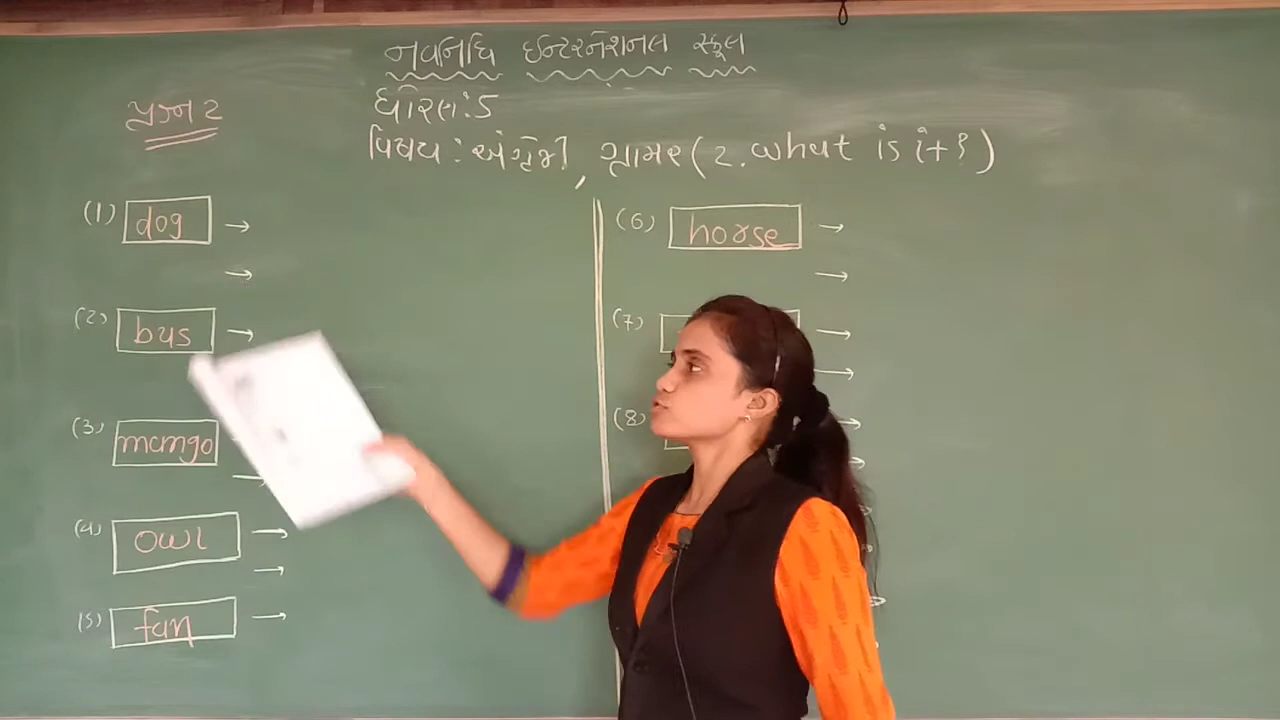 નવનિધિ ઇન્ટરનેશનલ સ્કૂલ
ધોરણ: 5
વિષય : અંગ્રેજી, ગ્રામર ( 2. what is it ? )
પ્રશ્ન 2
(1) dog →
→
(2) bus →
(3) mango
→
(4) owl →
→
(5) fan →
(6) horse →
→
(7) →
→
(8) →
→